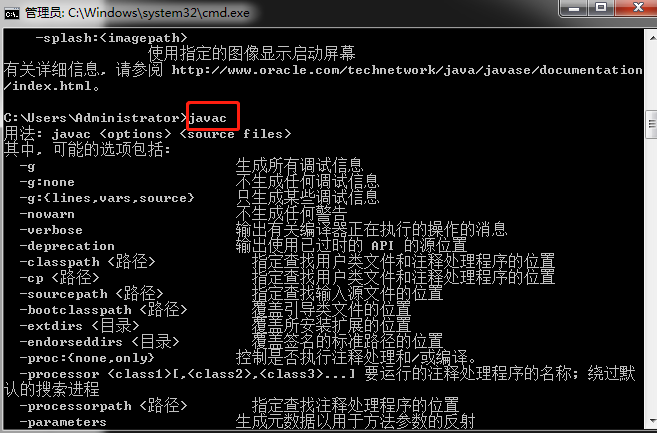 管理员: C:\Windows\system32\cmd.exe
-splash:<imagepath>
使用指定的图像显示启动屏幕
有关详细信息, 请参阅 http://www.oracle.com/technetwork/java/javase/documentation
/index.html。
C:\Users\Administrator>javac
用法: javac <options> <source files>
其中, 可能的选项包括:
-g 生成所有调试信息
-g:none 不生成任何调试信息
-g:{lines,vars,source} 只生成某些调试信息
-nowarn 不生成任何警告
-verbose 输出有关编译器正在执行的操作的消息
-deprecation 输出使用已过时的 API 的源位置
-classpath <路径> 指定查找用户类文件和注释处理程序的位置
-cp <路径> 指定查找用户类文件和注释处理程序的位置
-sourcepath <路径> 指定查找输入源文件的位置
-bootclasspath <路径> 覆盖引导类文件的位置
-extdirs <目录> 覆盖所安装扩展的位置
-endorseddirs <目录> 覆盖签名的标准路径的位置
-proc:{none,only} 控制是否执行注释处理和/或编译。
-processor <class1>[,<class2>,<class3>...] 要运行的注释处理程序的名称; 绕过默
认的搜索进程
-processorpath <路径> 指定查找注释处理程序的位置
-parameters 生成元数据以用于方法参数的反射